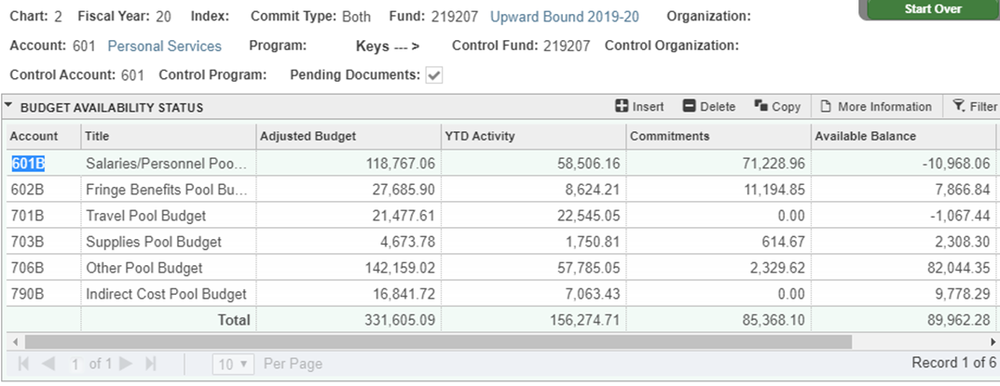 Chart: 2 Fiscal Year: 20 Index: Commit Type: Both Fund: 219207 Upward Bound 2019-20 Organization: Start Over
Account: 601 Personal Services Program: Keys --- > Control Fund: 219207 Control Organization:
Control Account: 601 Control Program: Pending Documents:
BUDGET AVAILABILITY STATUS Insert Delete Copy More Information Filter
Account Title Adjusted Budget YTD Activity Commitments Available Balance
601B Salaries/Personnel Poo... 118,767.06 58,506.16 71,228.96 -10,968.06
602B Fringe Benefits Pool Bu... 27,685.90 8,624.21 11,194.85 7,866.84
701B Travel Pool Budget 21,477.61 22,545.05 0.00 -1,067.44
703B Supplies Pool Budget 4,673.78 1,750.81 614.67 2,308.30
706B Other Pool Budget 142,159.02 57,785.05 2,329.62 82,044.35
790B Indirect Cost Pool Budget 16,841.72 7,063.43 0.00 9,778.29
Total 331,605.09 156,274.71 85,368.10 89,962.28
1 of 1 10 Per Page Record 1 of 6